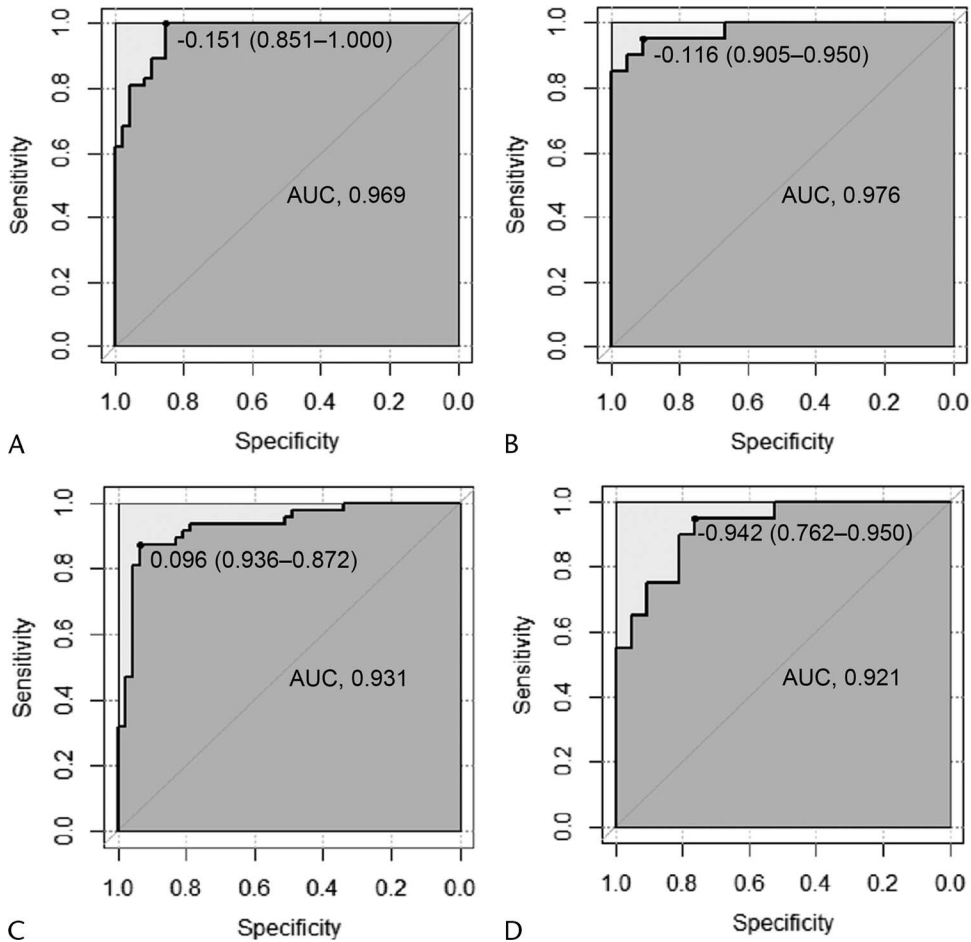 1.0
0.8
0.6
0.4
0.2
0.0
Sensitivity
-0.151 (0.851–1.000)
AUC, 0.969
1.0 0.8 0.6 0.4 0.2 0.0
Specificity
A
1.0
0.8
0.6
0.4
0.2
0.0
Sensitivity
-0.116 (0.905–0.950)
AUC, 0.976
1.0 0.8 0.6 0.4 0.2 0.0
Specificity
B
1.0
0.8
0.6
0.4
0.2
0.0
Sensitivity
0.096 (0.936–0.872)
AUC, 0.931
1.0 0.8 0.6 0.4 0.2 0.0
Specificity
C
1.0
0.8
0.6
0.4
0.2
0.0
Sensitivity
-0.942 (0.762–0.950)
AUC, 0.921
1.0 0.8 0.6 0.4 0.2 0.0
Specificity
D